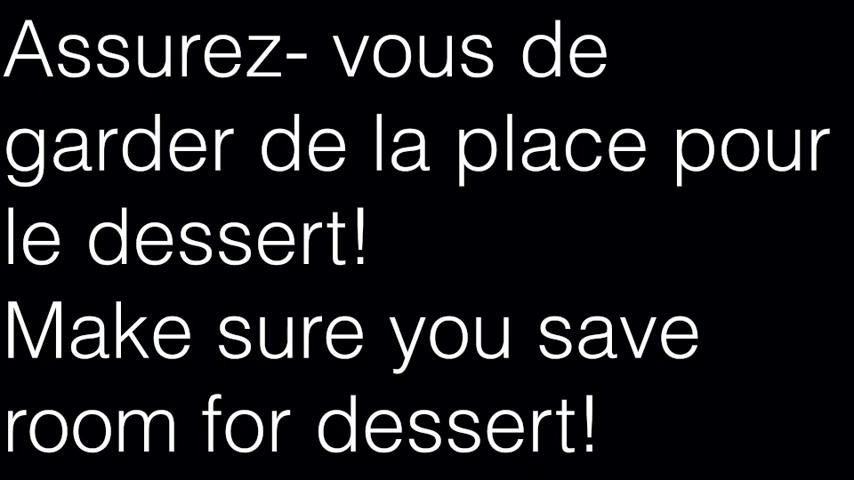 Assurez- vous de
garder de la place pour
le dessert!
Make sure you save
room for dessert!